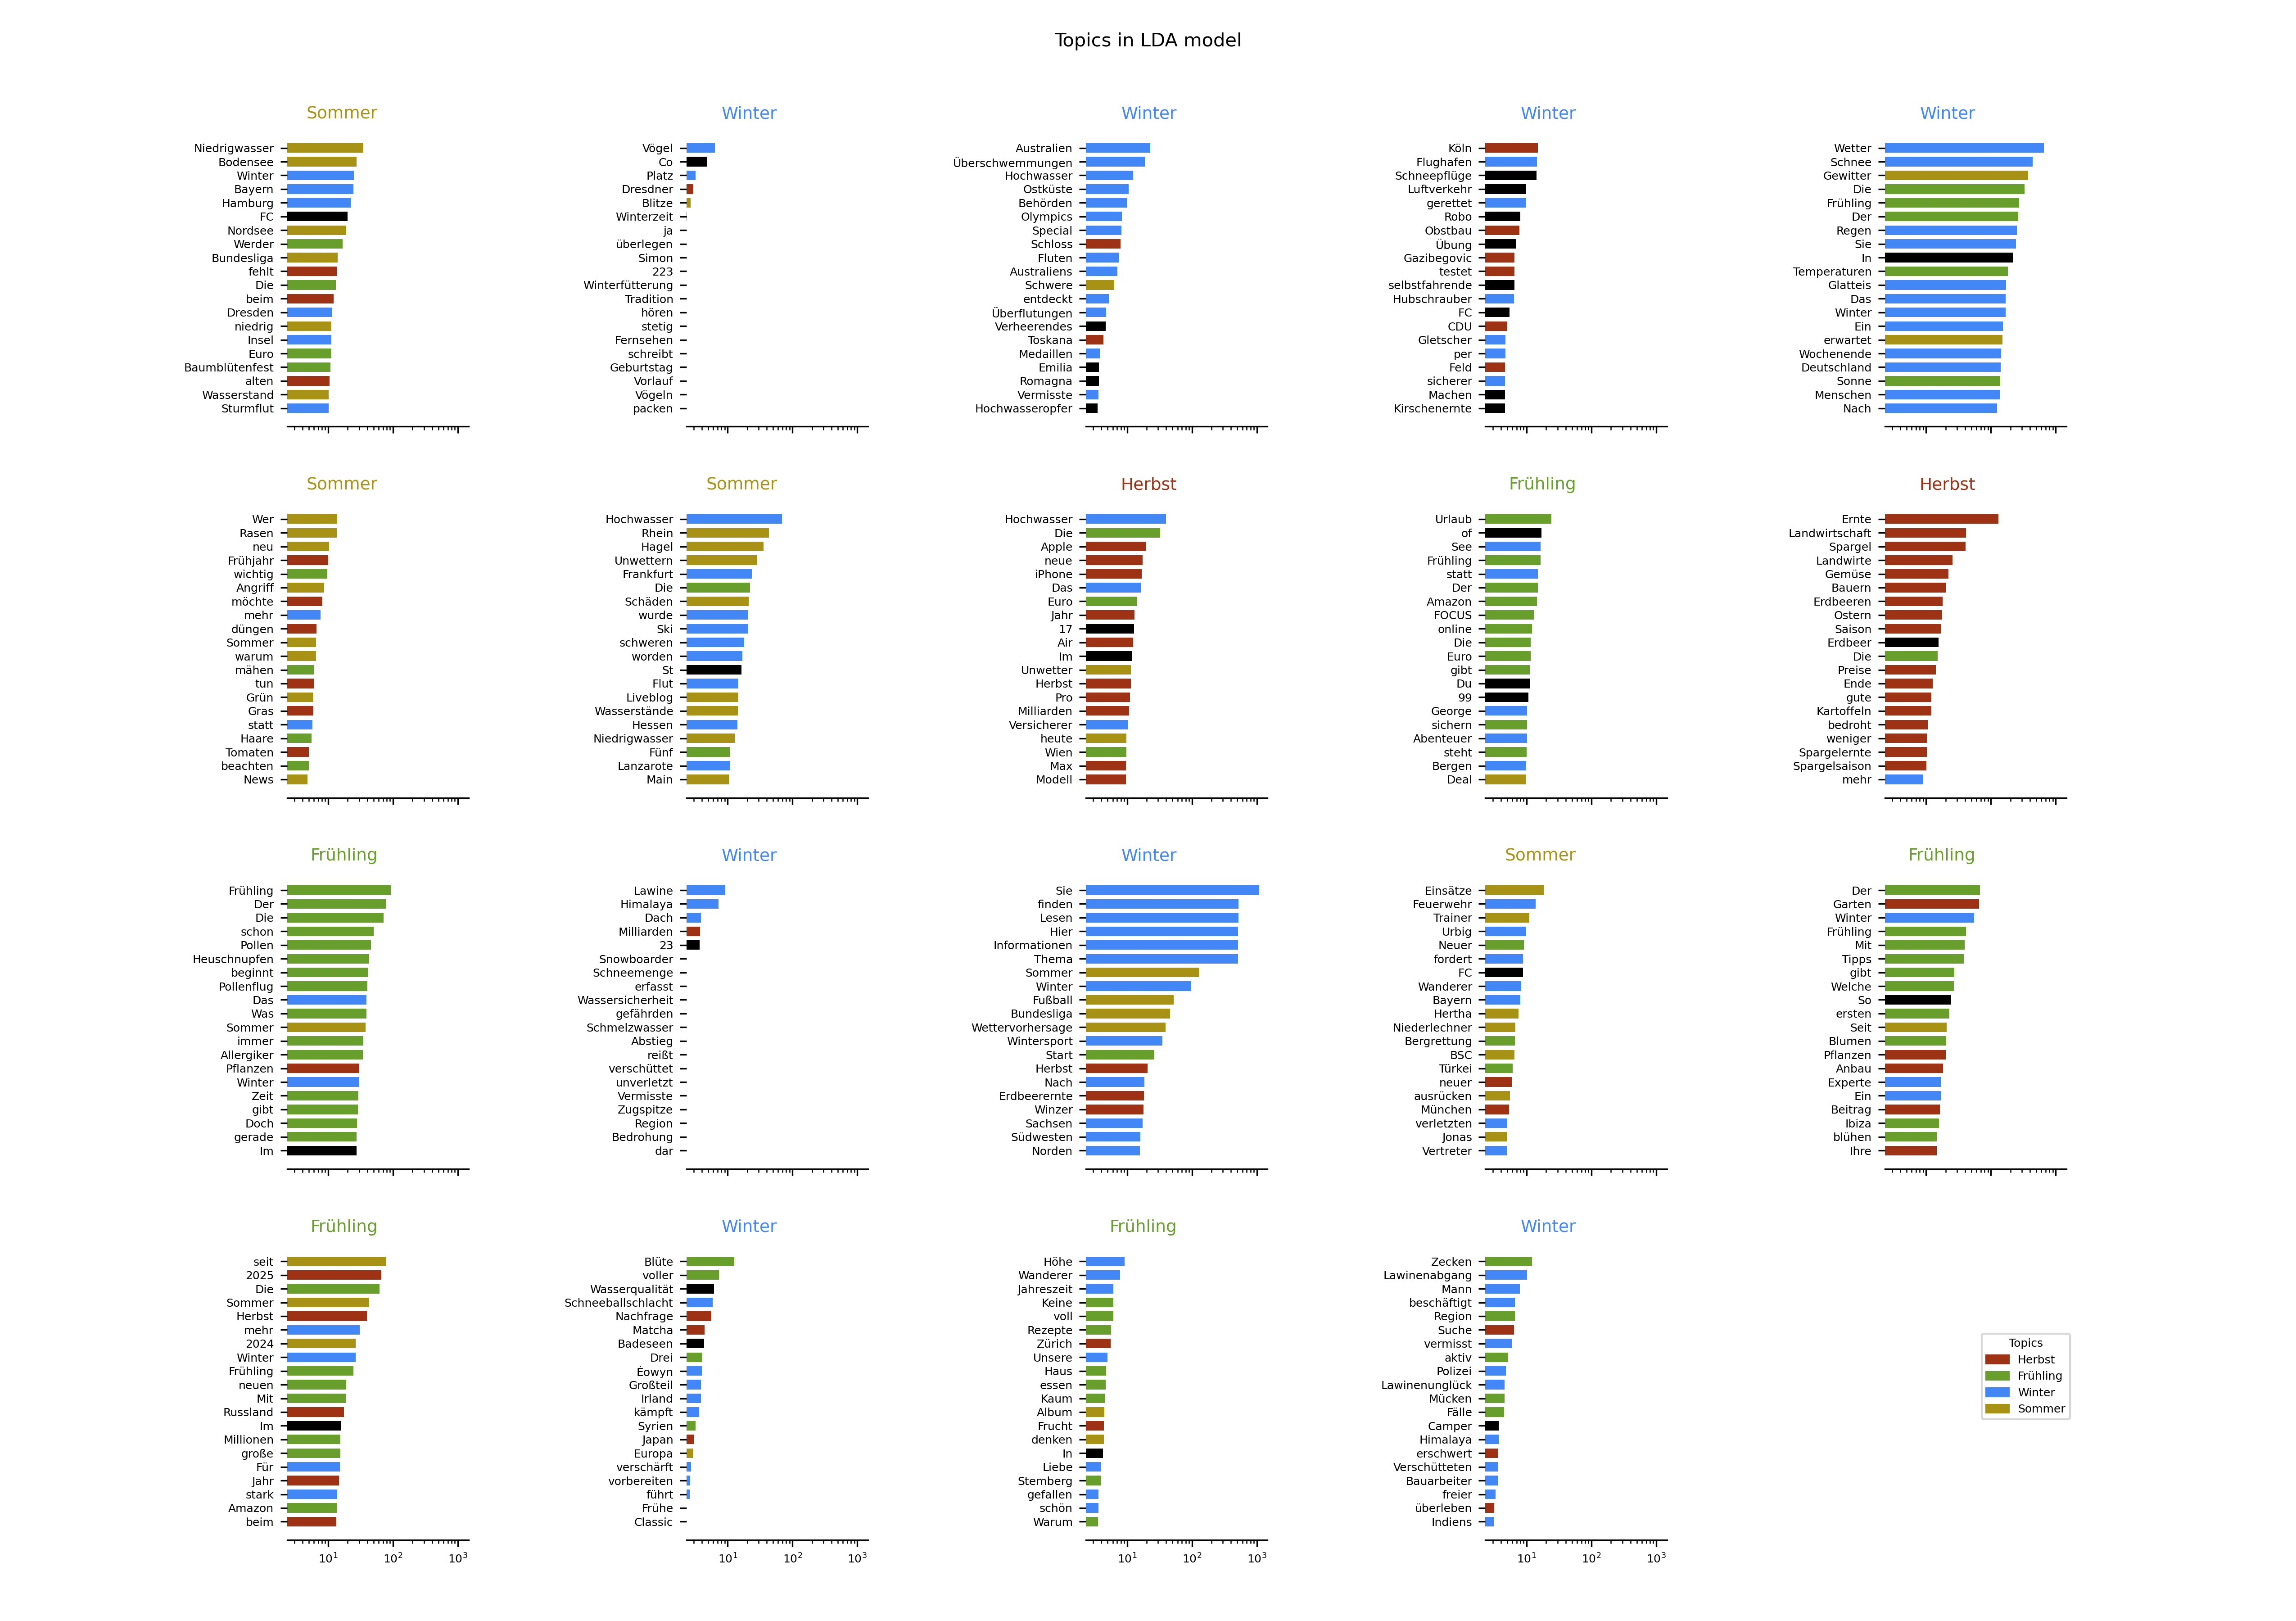 Topics in LDA model
Sommer
Niedrigwasser
Bodensee
Winter
Bayern
Hamburg
FC
Nordsee
Werder
Bundesliga
fehlt
Die
beim
Dresden
niedrig
Insel
Euro
Baumblütenfest
alten
Wasserstand
Sturmflut
Winter
Vögel
Co
Platz
Dresdner
Blitze
Winterzeit
ja
überlegen
Simon
223
Winterfütterung
Tradition
hören
stetig
Fernsehen
schreibt
Geburtstag
Vorlauf
Vögeln
packen
Winter
Australien
Überschwemmungen
Hochwasser
Ostküste
Behörden
Olympics
Special
Schloss
Fluten
Australiens
Schwere
entdeckt
Überflutungen
Verheerendes
Toskana
Medaillen
Emilia
Romagna
Vermisste
Hochwasseropfer
Winter
Köln
Flughafen
Schneepflüge
Luftverkehr
gerettet
Robo
Obstbau
Übung
Gazibegovic
testet
selbstfahrende
Hubschrauber
FC
CDU
Gletscher
per
Feld
sicherer
Machen
Kirschenernte
Winter
Wetter
Schnee
Gewitter
Die
Frühling
Der
Regen
Sie
In
Temperaturen
Glatteis
Das
Winter
Ein
erwartet
Wochenende
Deutschland
Sonne
Menschen
Nach
Sommer
Wer
Rasen
neu
Frühjahr
wichtig
Angriff
möchte
mehr
düngen
Sommer
warum
mähen
tun
Grün
Gras
statt
Haare
Tomaten
beachten
News
Sommer
Hochwasser
Rhein
Hagel
Unwettern
Frankfurt
Die
Schäden
wurde
Ski
schweren
worden
St
Flut
Liveblog
Wasserstände
Hessen
Niedrigwasser
Fünf
Lanzarote
Main
Herbst
Hochwasser
Die
Apple
neue
iPhone
Das
Euro
Jahr
17
Air
Im
Unwetter
Herbst
Pro
Milliarden
Versicherer
heute
Wien
Max
Modell
Frühling
Urlaub
of
See
Frühling
statt
Der
Amazon
FOCUS
online
Die
Euro
gibt
Du
99
George
sichern
Abenteuer
steht
Bergen
Deal
Herbst
Ernte
Landwirtschaft
Spargel
Landwirte
Gemüse
Bauern
Erdbeeren
Ostern
Saison
Erdbeer
Die
Preise
Ende
gute
Kartoffeln
bedroht
weniger
Spargelernte
Spargelsaison
mehr
Frühling
Frühling
Der
Die
schon
Pollen
Heuschnupfen
beginnt
Pollenflug
Das
Was
Sommer
immer
Allergiker
Pflanzen
Winter
Zeit
gibt
Doch
gerade
Im
Winter
Lawine
Himalaya
Dach
Milliarden
23
Snowboarder
Schneemenge
erfasst
Wassersicherheit
gefährden
Schmelzwasser
Abstieg
reißt
verschüttet
unverletzt
Vermisste
Zugspitze
Region
Bedrohung
dar
Winter
Sie
finden
Lesen
Hier
Informationen
Thema
Sommer
Winter
Fußball
Bundesliga
Wettervorhersage
Wintersport
Start
Herbst
Nach
Erdbeerernte
Winzer
Sachsen
Südwesten
Norden
Sommer
Einsätze
Feuerwehr
Trainer
Urbig
Neuer
fordert
FC
Wanderer
Bayern
Hertha
Niederlechner
Bergrettung
BSC
Türkei
neuer
ausrücken
München
verletzten
Jonas
Vertreter
Frühling
Der
Garten
Winter
Frühling
Mit
Tipps
gibt
Welche
So
ersten
Seit
Blumen
Pflanzen
Anbau
Experte
Ein
Beitrag
Ibiza
blühen
Ihre
Frühling
seit
2025
Die
Sommer
Herbst
mehr
2024
Winter
Frühling
neuen
Mit
Russland
Im
Millionen
große
Für
Jahr
stark
Amazon
beim
10¹ 10² 10³
Winter
Blüte
voller
Wasserqualität
Schneeballschlacht
Nachfrage
Matcha
Badeseen
Drei
Éowyn
Großteil
Irland
kämpft
Syrien
Japan
Europa
verschärft
vorbereiten
führt
Frühe
Classic
10¹ 10² 10³
Frühling
Höhe
Wanderer
Jahreszeit
Keine
voll
Rezepte
Zürich
Unsere
Haus
essen
Kaum
Album
Frucht
denken
In
Liebe
Stemberg
gefallen
schön
Warum
10¹ 10² 10³
Winter
Zecken
Lawinenabgang
Mann
beschäftigt
Region
Suche
vermisst
aktiv
Polizei
Lawinenunglück
Mücken
Fälle
Camper
Himalaya
erschwert
Verschütteten
Bauarbeiter
freier
überleben
Indiens
10¹ 10² 10³
Topics
Herbst
Frühling
Winter
Sommer